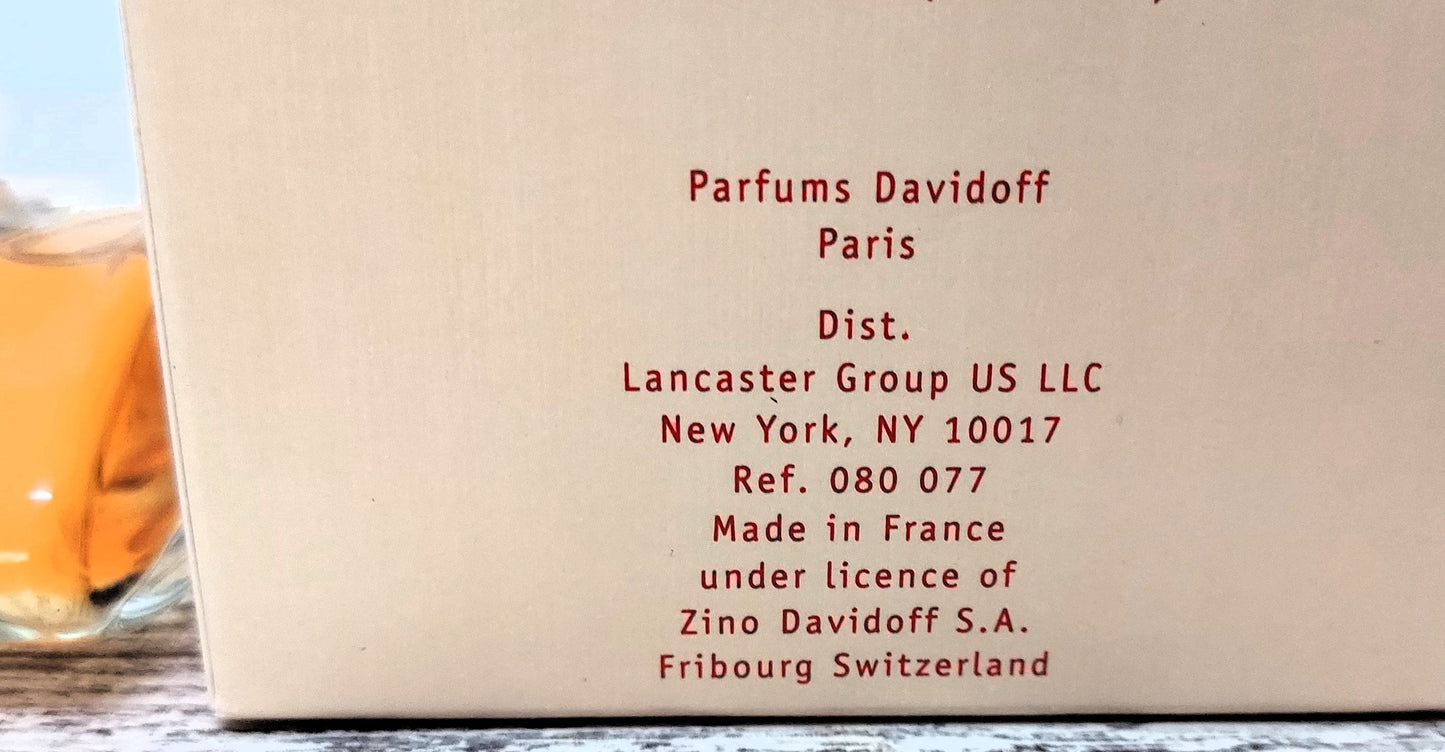 Parfums Davidoff
Paris
Dist.
Lancaster Group US LLC
New York, NY 10017
Ref. 080 077
Made in France
under licence of
Zino Davidoff S.A.
Fribourg Switzerland